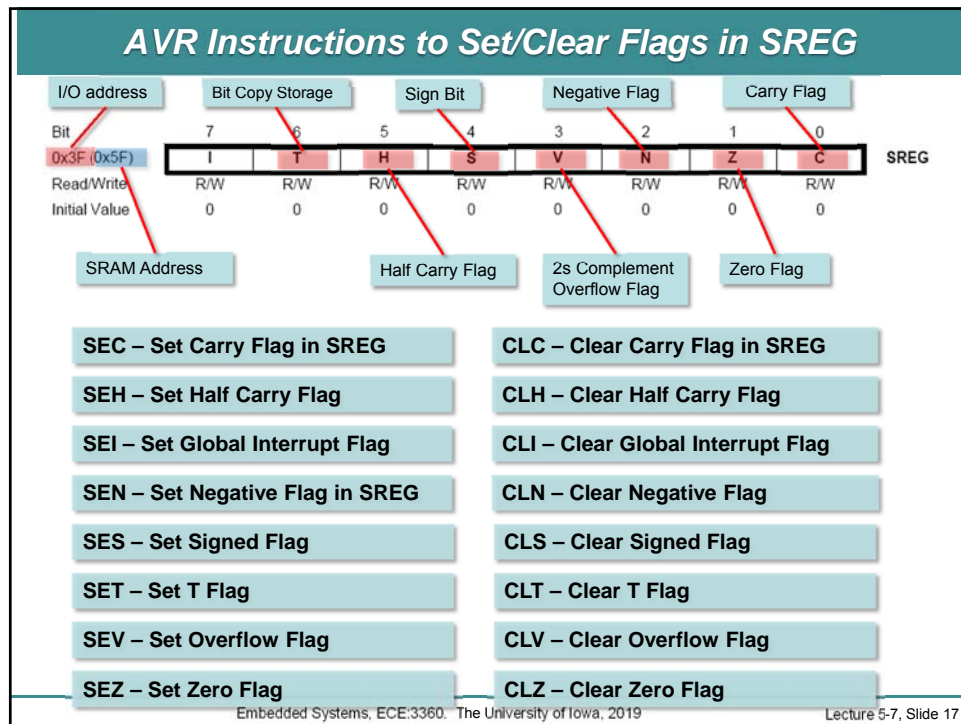 AVR Instructions to Set/Clear Flags in SREG
I/O address Bit Copy Storage Sign Bit Negative Flag Carry Flag
Bit 7 6 5 4 3 2 1 0
0x3F (0x5F) I T H S V N Z C SREG
Read/Write R/W R/W R/W R/W R/W R/W R/W R/W
Initial Value 0 0 0 0 0 0 0 0
SRAM Address Half Carry Flag 2s Complement
Overflow Flag Zero Flag
SEC – Set Carry Flag in SREG CLC – Clear Carry Flag in SREG
SEH – Set Half Carry Flag CLH – Clear Half Carry Flag
SEI – Set Global Interrupt Flag CLI – Clear Global Interrupt Flag
SEN – Set Negative Flag in SREG CLN – Clear Negative Flag
SES – Set Signed Flag CLS – Clear Signed Flag
SET – Set T Flag CLT – Clear T Flag
SEV – Set Overflow Flag CLV – Clear Overflow Flag
SEZ – Set Zero Flag CLZ – Clear Zero Flag
Embedded Systems, ECE:3360. The University of Iowa, 2019 Lecture 5-7, Slide 17